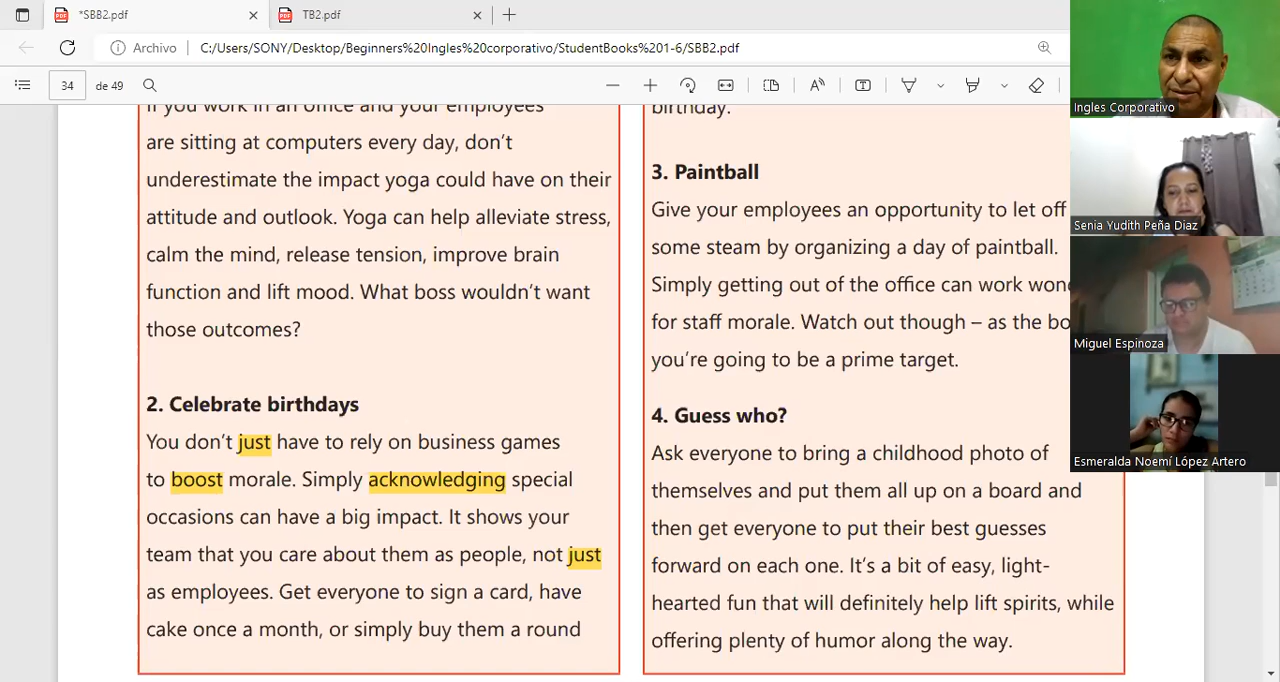 *SBB2.pdf
TB2.pdf
Archivo
C:/Users/SONY/Desktop/Beginners%20Ingles%20corporativo/StudentBooks%201-6/SBB2.pdf
34
de 49
If you work in an office and your employees
are sitting at computers every day, don't
underestimate the impact yoga could have on their
attitude and outlook. Yoga can help alleviate stress,
calm the mind, release tension, improve brain
function and lift mood. What boss wouldn't want
those outcomes?
2. Celebrate birthdays
You don't just have to rely on business games
to boost morale. Simply acknowledging special
occasions can have a big impact. It shows your
team that you care about them as people, not just
as employees. Get everyone to sign a card, have
cake once a month, or simply buy them a round
birthday.
3. Paintball
Give your employees an opportunity to let off
some steam by organizing a day of paintball.
Simply getting out of the office can work
for staff morale. Watch out though – as the
you're going to be a prime target.
4. Guess who?
Ask everyone to bring a childhood photo of
themselves and put them all up on a board and
then get everyone to put their best guesses
forward on each one. It's a bit of easy, light-
hearted fun that will definitely help lift spirits, while
offering plenty of humor along the way.
Ingles Corporativo
Senia Yudith Peña Diaz
Miguel Espinoza
Esmeralda Noemí López Artero